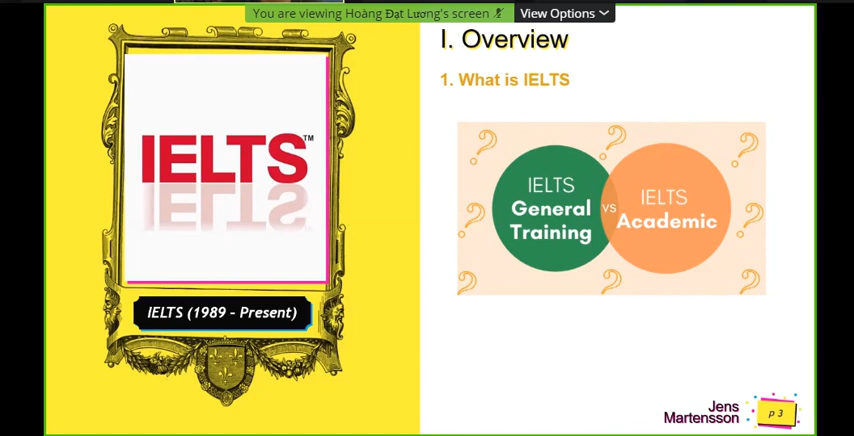 You are viewing Hoàng Đạt Lương's screen
View Options
I. Overview
1. What is IELTS
IELTS™
IELTS (1989 - Present)
IELTS
General
Training
vs
IELTS
Academic
Jens
Martensson
p 3